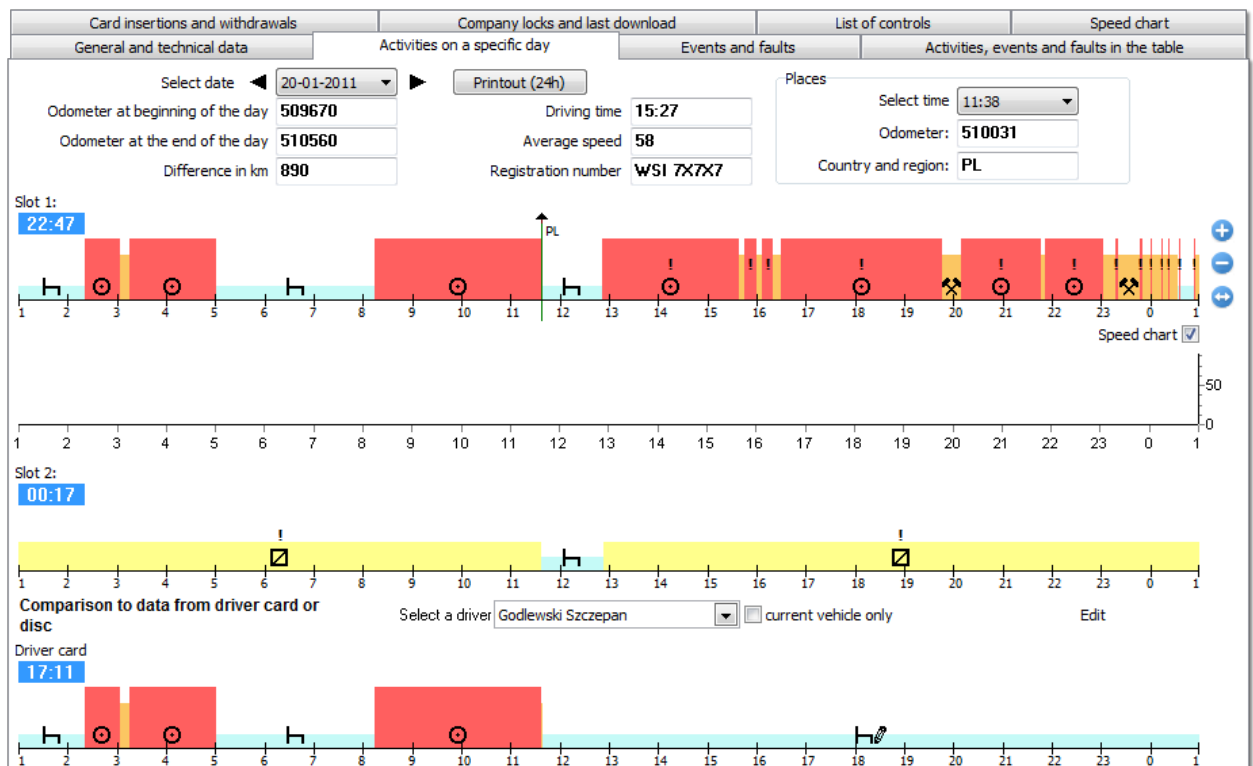 Card insertions and withdrawals Company locks and last download List of controls Speed chart
General and technical data Activities on a specific day Events and faults Activities, events and faults in the table
Select date 20-01-2011 Printout (24h) Places
Odometer at beginning of the day 509670 Driving time 15:27 Select time 11:38
Odometer at the end of the day 510560 Average speed 58 Odometer: 510031
Difference in km 890 Registration number WSI 7X7X7 Country and region: PL
Slot 1:
22:47
PL
! ! ! ! ! ! ! ! ! ! ! ! !
1 2 3 4 5 6 7 8 9 10 11 12 13 14 15 16 17 18 19 20 21 22 23 0 1
Speed chart
50
0
1 2 3 4 5 6 7 8 9 10 11 12 13 14 15 16 17 18 19 20 21 22 23 0 1
Slot 2:
00:17
! !
1 2 3 4 5 6 7 8 9 10 11 12 13 14 15 16 17 18 19 20 21 22 23 0 1
Comparison to data from driver card or
disc
Select a driver Godlewski Szczepan current vehicle only Edit
Driver card
17:11
1 2 3 4 5 6 7 8 9 10 11 12 13 14 15 16 17 18 19 20 21 22 23 0 1